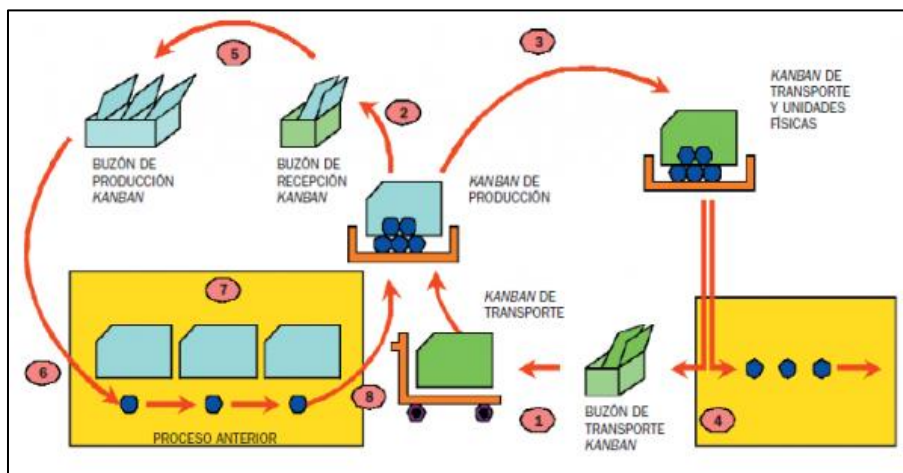 5
3
2
KANBAN DE
TRANSPORTE
Y UNIDADES
FÍSICAS
BUZÓN DE
PRODUCCIÓN
KANBAN
BUZÓN DE
RECEPCIÓN
KANBAN
KANBAN DE
PRODUCCIÓN
7
KANBAN DE
TRANSPORTE
6
8
1
4
PROCESO ANTERIOR
BUZÓN DE
TRANSPORTE
KANBAN